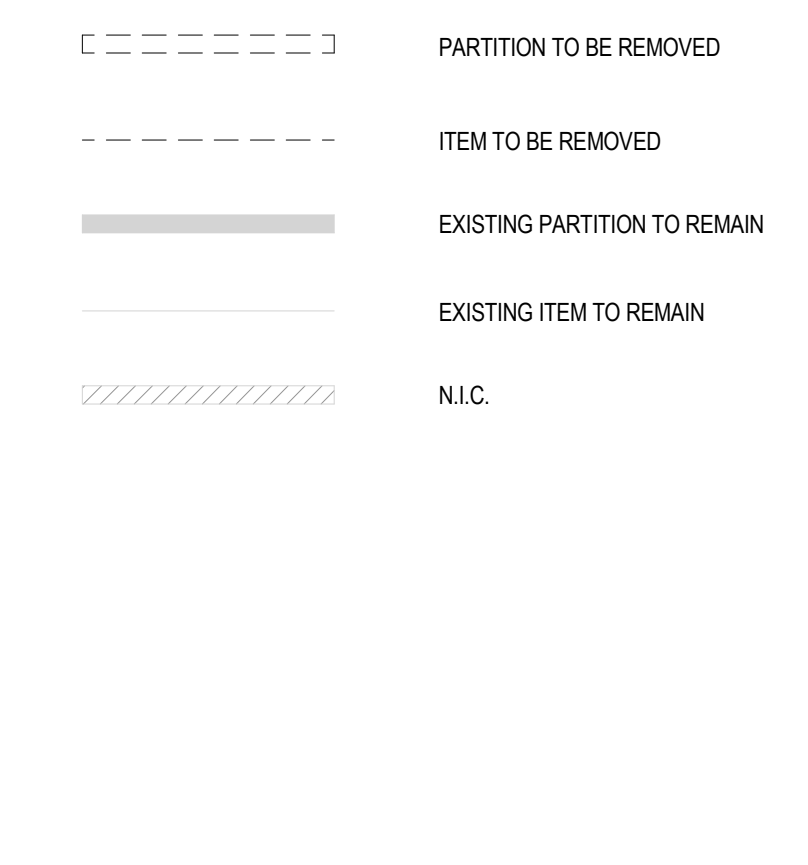 PARTITION TO BE REMOVED
ITEM TO BE REMOVED
EXISTING PARTITION TO REMAIN
EXISTING ITEM TO REMAIN
N.I.C.